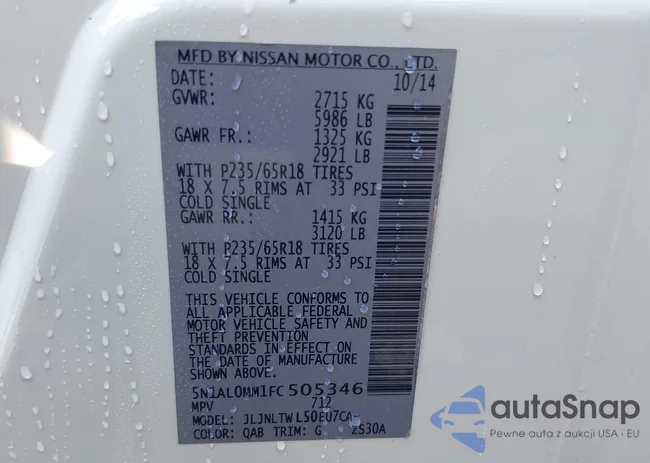 MFD BY NISSAN MOTOR CO., LTD.
DATE: 10/14
GVWR: 2715 KG
5986 LB
GAWR FR.: 1325 KG
2921 LB
WITH P235/65R18 TIRES
18 X 7.5 RIMS AT 33 PSI
COLD SINGLE
GAWR RR.: 1415 KG
3120 LB
WITH P235/65R18 TIRES
18 X 7.5 RIMS AT 33 PSI
COLD SINGLE
THIS VEHICLE CONFORMS TO
ALL APPLICABLE FEDERAL
MOTOR VEHICLE SAFETY AND
THEFT PREVENTION
STANDARDS IN EFFECT ON
THE DATE OF MANUFACTURE
SHOWN ABOVE.
5N1AL0MM1FC505346
MPV 712
MODEL: JLJNLTWL50EU7CA
COLOR: QAB TRIM: G 2S30A
autoSnap
Pewne auta z aukcji USA i EU